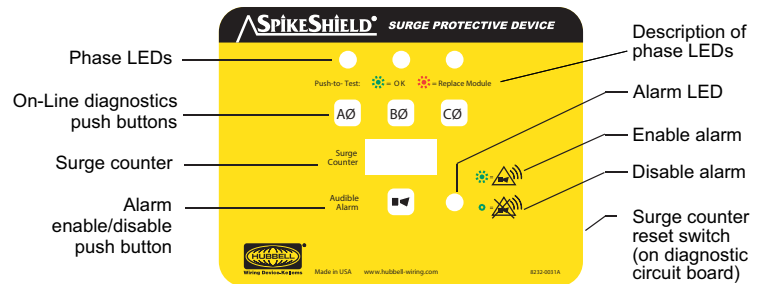 SPIKESHIELD® SURGE PROTECTIVE DEVICE
Phase LEDs
Description of
phase LEDs
Push-to- Test: = OK = Replace Module
On-Line diagnostics
push buttons
AØ BØ CØ
Alarm LED
Surge counter
Surge
Counter
Enable alarm
Disable alarm
Alarm
enable/disable
push button
Audible
Alarm
Surge counter
reset switch
(on diagnostic
circuit board)
HUBBELL®
Wiring Device-Kellems
Made in USA www.hubbell-wiring.com 8232-0031A